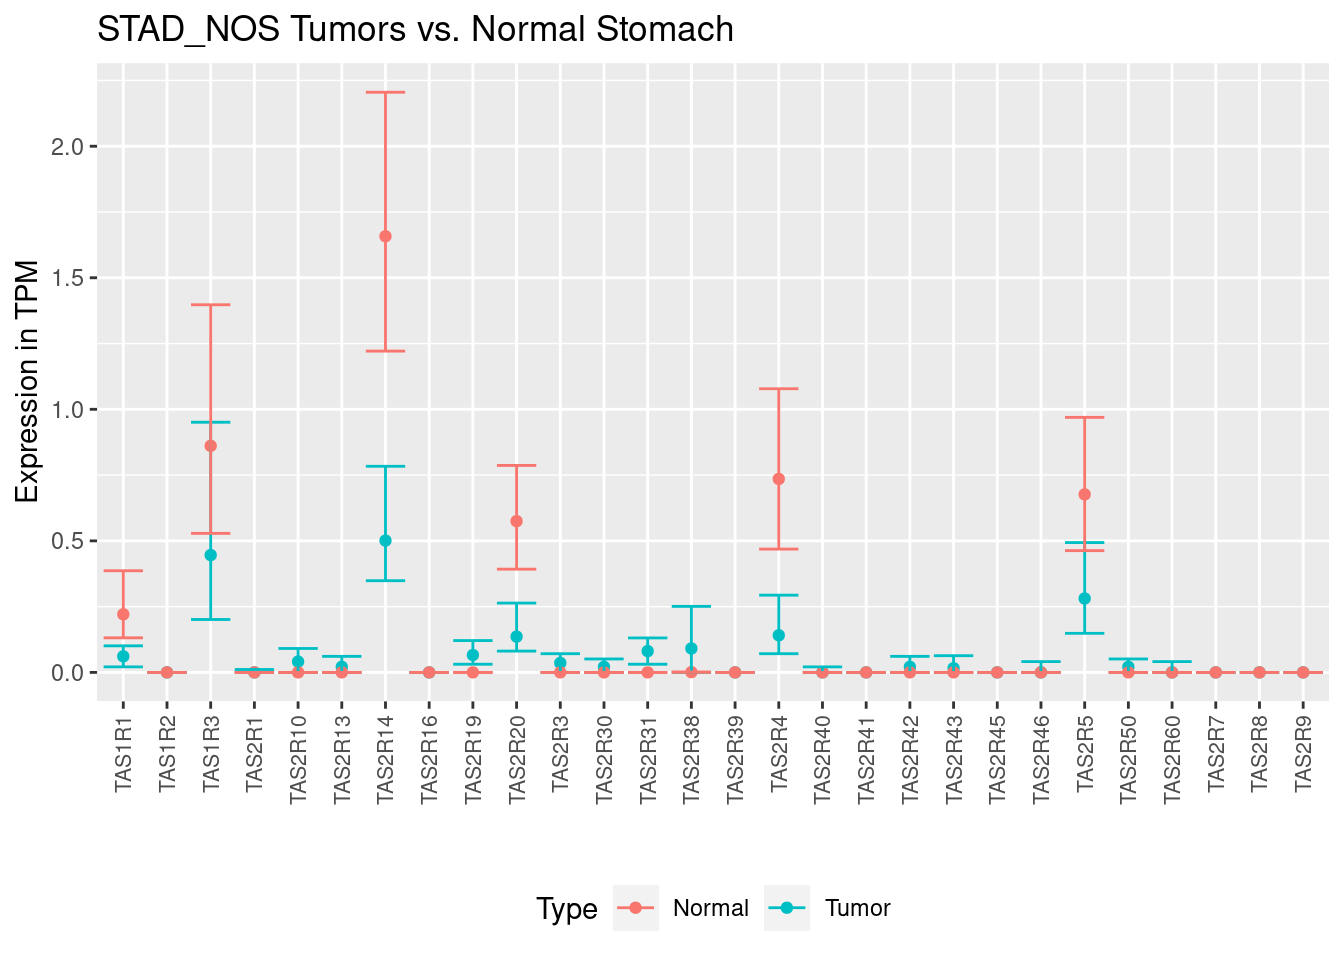 STAD_NOS Tumors vs. Normal Stomach
Expression in TPM
2.0
1.5
1.0
0.5
0.0
TAS1R1
TAS1R2
TAS1R3
TAS2R1
TAS2R10
TAS2R13
TAS2R14
TAS2R16
TAS2R19
TAS2R20
TAS2R3
TAS2R30
TAS2R31
TAS2R38
TAS2R39
TAS2R4
TAS2R40
TAS2R41
TAS2R42
TAS2R43
TAS2R45
TAS2R46
TAS2R5
TAS2R50
TAS2R60
TAS2R7
TAS2R8
TAS2R9
Type Normal Tumor